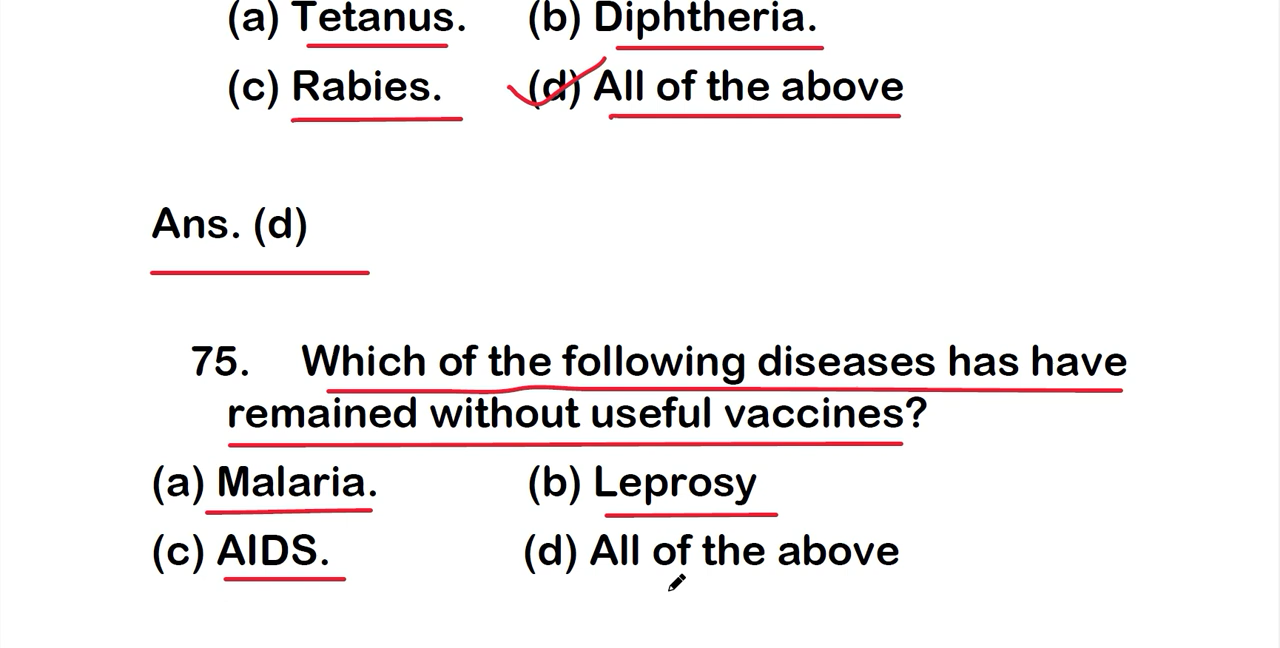 (a) Tetanus. (b) Diphtheria.
(c) Rabies. (d) All of the above
Ans. (d)
75. Which of the following diseases has have
remained without useful vaccines?
(a) Malaria. (b) Leprosy
(c) AIDS. (d) All of the above